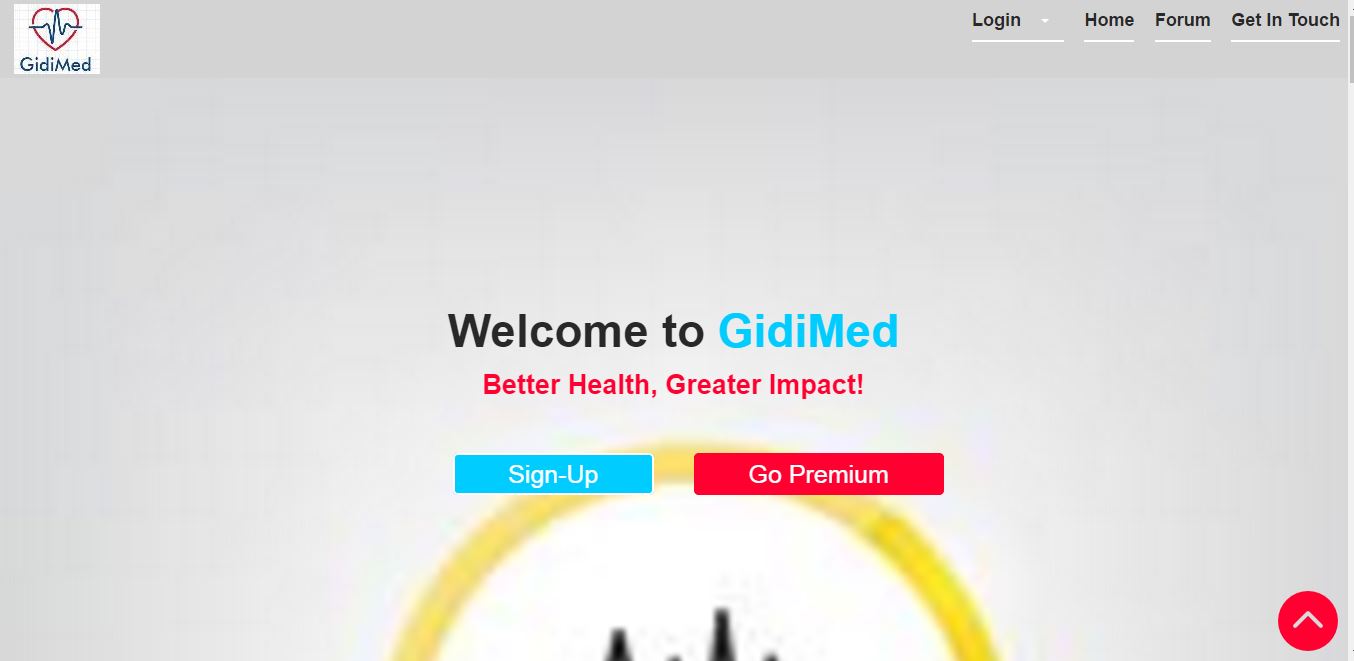 GidiMed
Login
Home
Forum
Get In Touch
Welcome to GidiMed
Better Health, Greater Impact!
Sign-Up
Go Premium